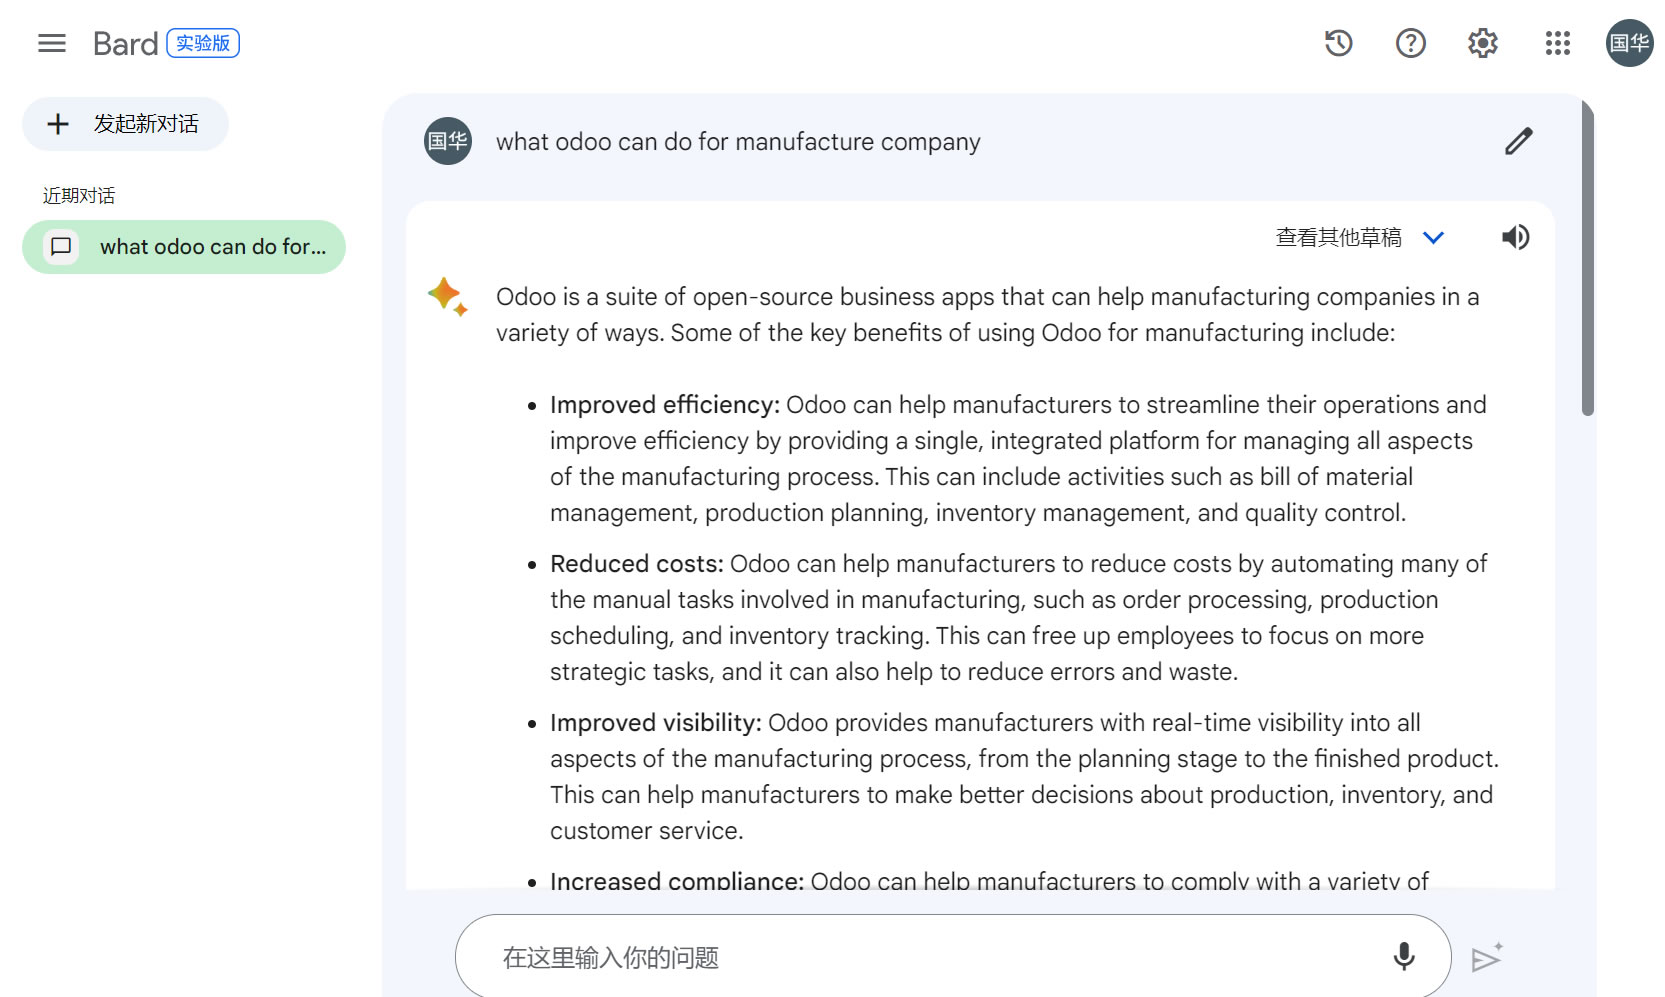 Bard 实验版
国华
发起新对话
近期对话
what odoo can do for...
国华 what odoo can do for manufacture company
查看其他草稿
Odoo is a suite of open-source business apps that can help manufacturing companies in a
variety of ways. Some of the key benefits of using Odoo for manufacturing include:
• Improved efficiency: Odoo can help manufacturers to streamline their operations and
improve efficiency by providing a single, integrated platform for managing all aspects
of the manufacturing process. This can include activities such as bill of material
management, production planning, inventory management, and quality control.
• Reduced costs: Odoo can help manufacturers to reduce costs by automating many of
the manual tasks involved in manufacturing, such as order processing, production
scheduling, and inventory tracking. This can free up employees to focus on more
strategic tasks, and it can also help to reduce errors and waste.
• Improved visibility: Odoo provides manufacturers with real-time visibility into all
aspects of the manufacturing process, from the planning stage to the finished product.
This can help manufacturers to make better decisions about production, inventory, and
customer service.
• Increased compliance: Odoo can help manufacturers to comply with a variety of
在这里输入你的问题